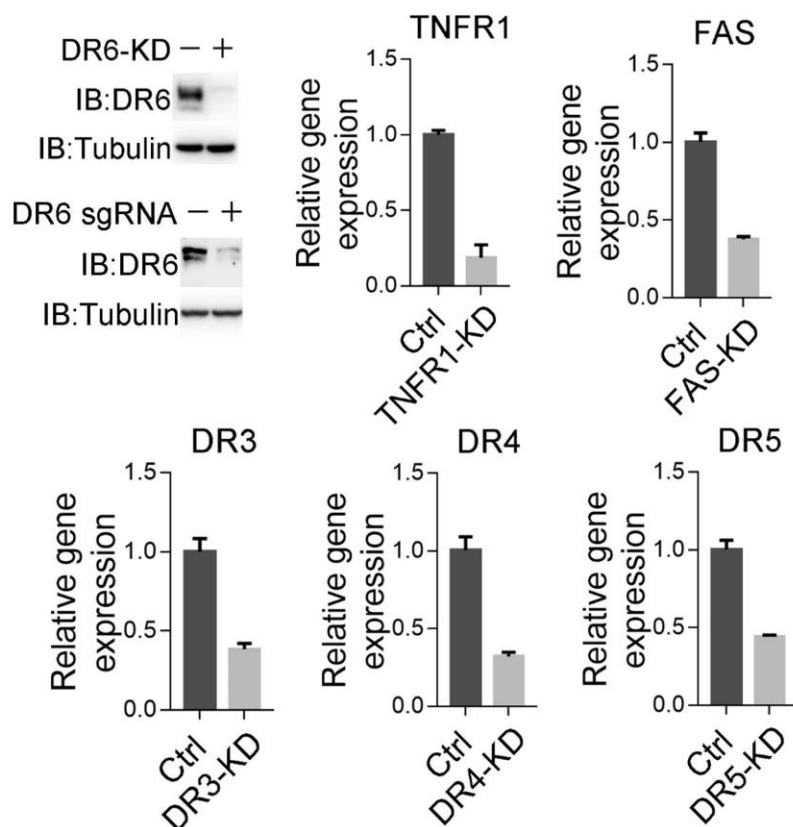 DR6-KD − +
IB:DR6
IB:Tubulin
DR6 sgRNA − +
IB:DR6
IB:Tubulin
TNFR1
Relative gene
expression
1.5
1.0
0.5
0.0
Ctrl
TNFR1-KD
FAS
Relative gene
expression
1.5
1.0
0.5
0.0
Ctrl
FAS-KD
DR3
Relative gene
expression
1.5
1.0
0.5
0.0
Ctrl
DR3-KD
DR4
Relative gene
expression
1.5
1.0
0.5
0.0
Ctrl
DR4-KD
DR5
Relative gene
expression
1.5
1.0
0.5
0.0
Ctrl
DR5-KD